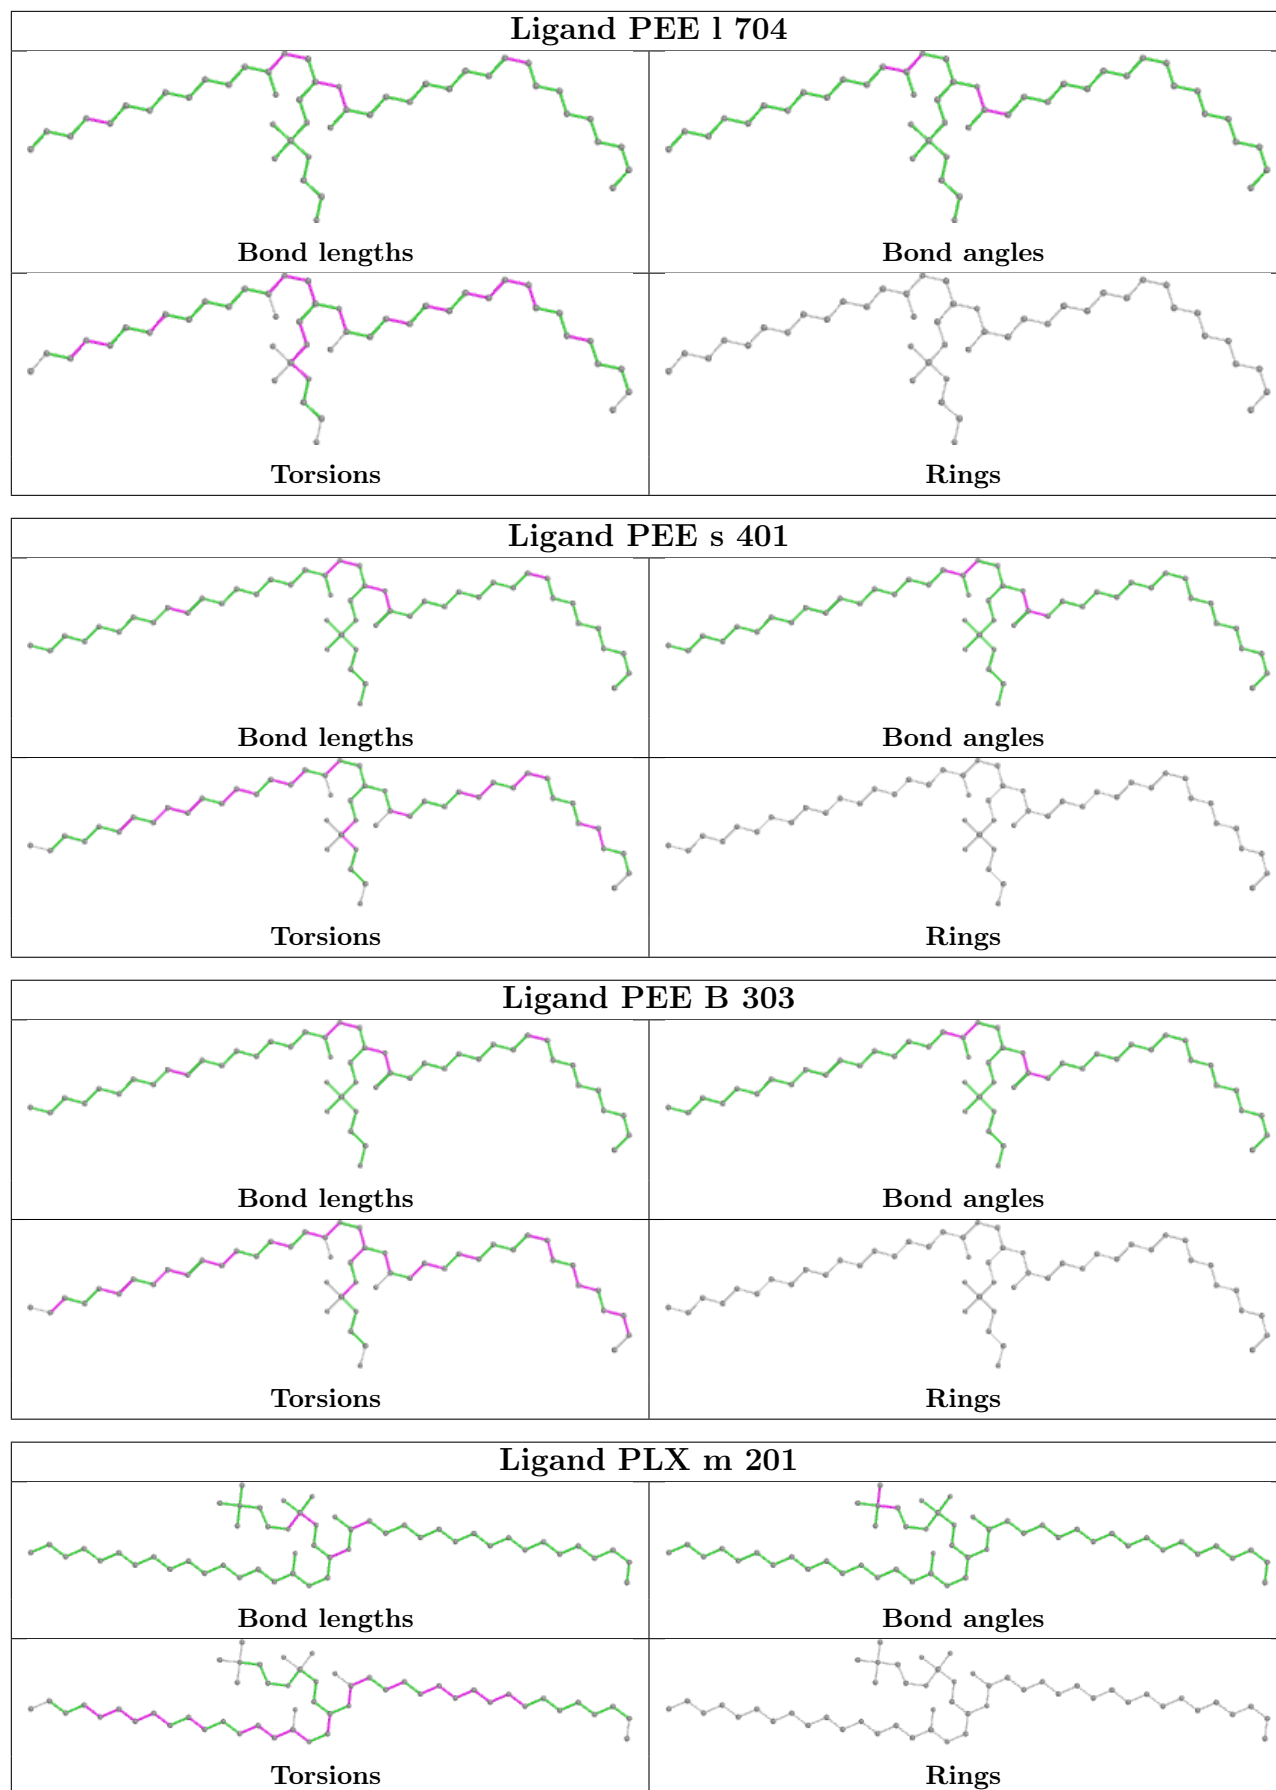 Ligand PEE l 704
Bond lengths
Bond angles
Torsions
Rings
Ligand PEE s 401
Bond lengths
Bond angles
Torsions
Rings
Ligand PEE B 303
Bond lengths
Bond angles
Torsions
Rings
Ligand PLX m 201
Bond lengths
Bond angles
Torsions
Rings